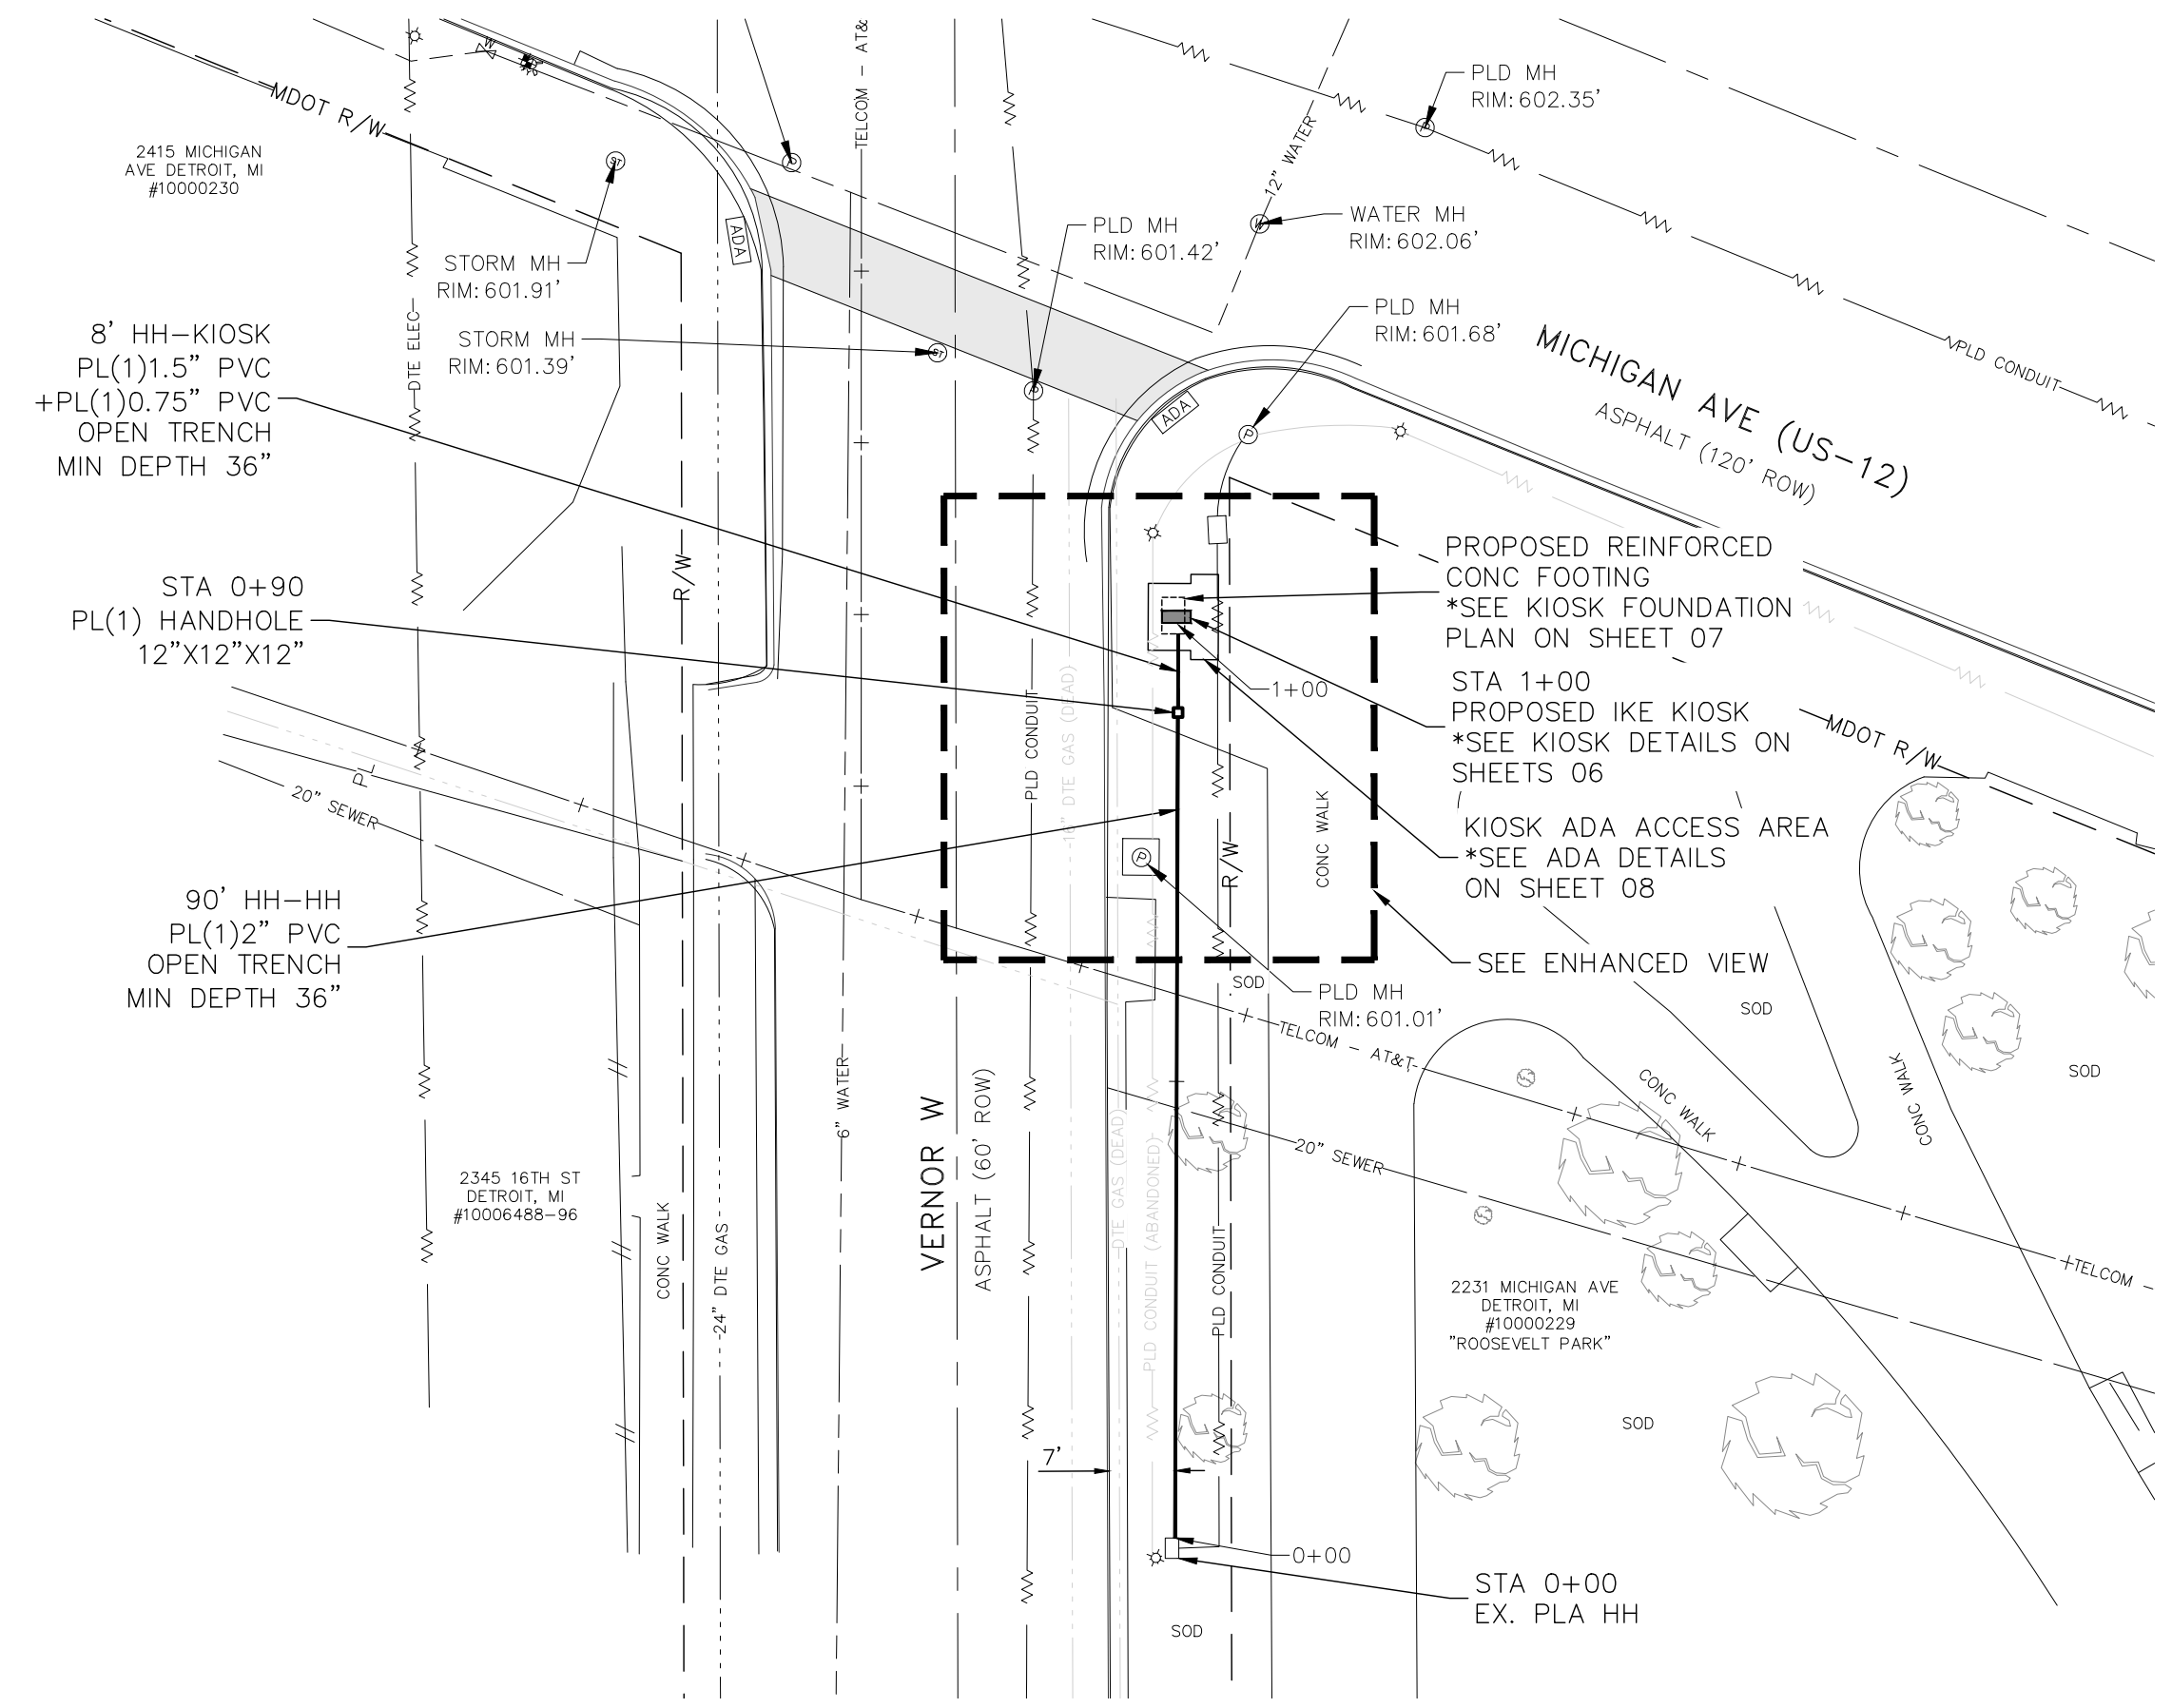 TELCOM - AT&
W
PLD MH
RIM:602.35'
MDOT R/W
P
2415 MICHIGAN
AVE DETROIT, MI
#10000230
ST
P
12" WATER
ADA
PLD MH
RIM:601.42'
W
WATER MH
RIM:602.06'
STORM MH
RIM:601.91'
PLD MH
RIM:601.68'
8' HH-KIOSK
PL(1)1.5" PVC
+PL(1)0.75" PVC
OPEN TRENCH
MIN DEPTH 36"
DTE ELEC
STORM MH
RIM:601.39'
ST
P
ADA
P
MICHIGAN AVE (US-12)
ASPHALT (120' ROW)
PLD CONDUIT
PROPOSED REINFORCED
CONC FOOTING
*SEE KIOSK FOUNDATION
PLAN ON SHEET 07
STA 0+90
PL(1) HANDHOLE
12"X12"X12"
R/W
1+00
STA 1+00
PROPOSED IKE KIOSK
*SEE KIOSK DETAILS ON
SHEETS 06
MDOT R/W
PLD CONDUIT
16" DTE GAS (DEAD)
PL
20" SEWER
CONC WALK
R/W
P
KIOSK ADA ACCESS AREA
*SEE ADA DETAILS
ON SHEET 08
90' HH-HH
PL(1)2" PVC
OPEN TRENCH
MIN DEPTH 36"
SEE ENHANCED VIEW
SOD
PLD MH
RIM:601.01'
SOD
TELCOM - AT&T
6" WATER
VERNOR W
ASPHALT (60' ROW)
CONC WALK
CONC WALK
SOD
20" SEWER
DTE GAS (DEAD)
PLD CONDUIT (ABANDONED)
PLD CONDUIT
2345 16TH ST
DETROIT, MI
#10006488-96
CONC WALK
24" DTE GAS
TELCOM -
2231 MICHIGAN AVE
DETROIT, MI
#10000229
"ROOSEVELT PARK"
SOD
7'
0+00
STA 0+00
EX. PLA HH
SOD